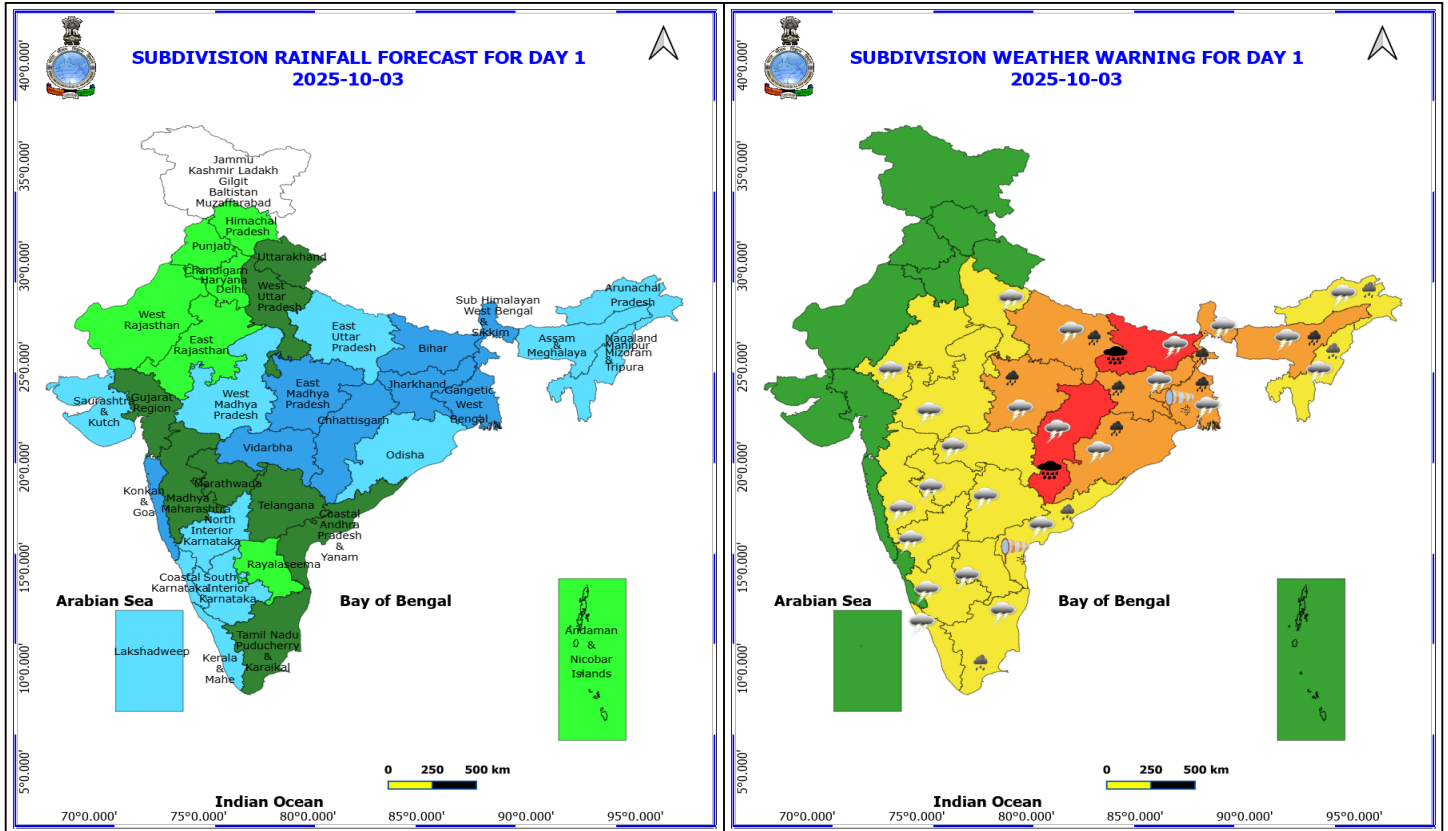 SUBDIVISION RAINFALL FORECAST FOR DAY 1
2025-10-03
40°0.000'
35°0.000'
30°0.000'
25°0.000'
20°0.000'
15°0.000'
10°0.000'
5°0.000'
Jammu
Kashmir Ladakh
Gilgit
Baltistan
Muzaffarabad
Himachal
Pradesh
Punjab
Uttarakhand
Chandigarh
Haryana
Delhi
West
Uttar
Pradesh
West
Rajasthan
East
Rajasthan
East
Uttar
Pradesh
Sub Himalayan
West Bengal
&
Sikkim
Arunachal
Pradesh
Assam
&
Meghalaya
Nagaland
Manipur
Mizoram
&
Tripura
Bihar
Jharkhand
Gangetic
West
Bengal
Saurashtra
&
Kutch
Gujarat
Region
West
Madhya
Pradesh
East
Madhya
Pradesh
Chhattisgarh
Vidarbha
Odisha
Konkan
&
Goa
Madhya
Maharashtra
Marathwada
Telangana
Coastal
Andhra
Pradesh
&
Yanam
North
Interior
Karnataka
Rayalaseema
Coastal
Karnataka
South
Interior
Karnataka
Tamil Nadu
Puducherry
&
Karaikal
Kerala
&
Mahe
Lakshadweep
Andaman
&
Nicobar
Islands
Arabian Sea
Bay of Bengal
Indian Ocean
0 250 500 km
70°0.000' 75°0.000' 80°0.000' 85°0.000' 90°0.000' 95°0.000'
SUBDIVISION WEATHER WARNING FOR DAY 1
2025-10-03
40°0.000'
35°0.000'
30°0.000'
25°0.000'
20°0.000'
15°0.000'
10°0.000'
5°0.000'
Arabian Sea
Bay of Bengal
Indian Ocean
0 250 500 km
70°0.000' 75°0.000' 80°0.000' 85°0.000' 90°0.000' 95°0.000'